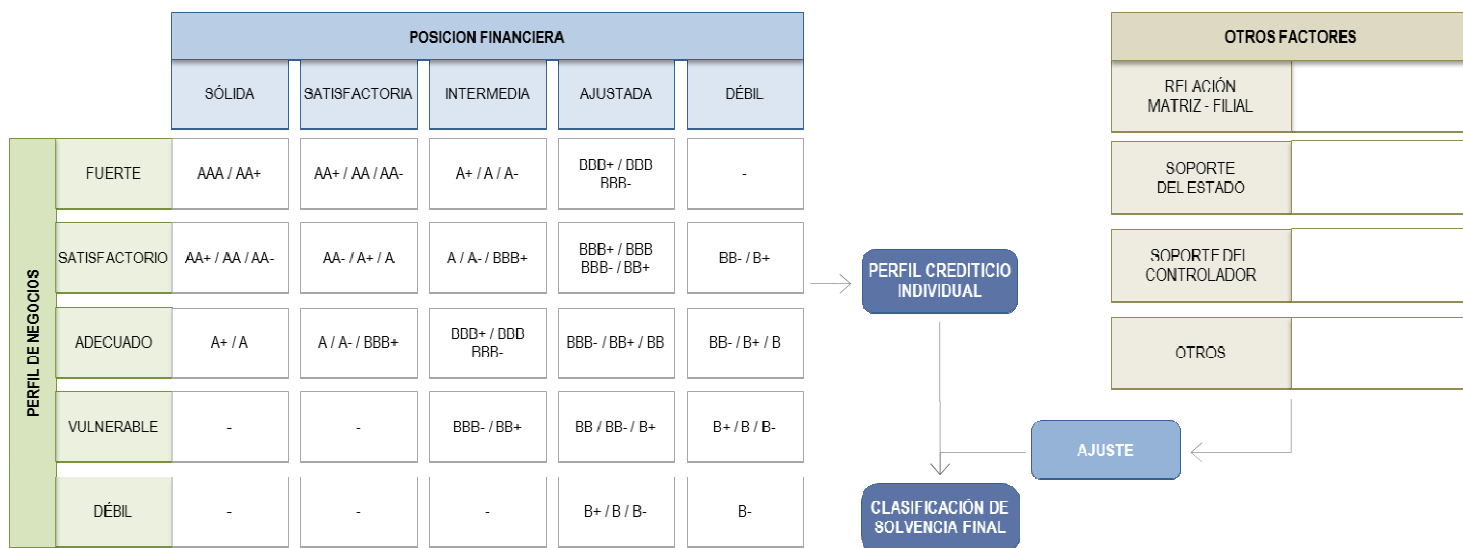 POSICION FINANCIERA
OTROS FACTORES
SÓLIDA
SATISFACTORIA
INTERMEDIA
AJUSTADA
DÉBIL
RELACIÓN
MATRIZ - FILIAL
PERFIL DE NEGOCIOS
FUERTE
AAA / AA+
AA+ / AA / AA-
A+ / A / A-
BBB+ / BBB
BBB-
-
SOPORTE
DEL ESTADO
SATISFACTORIO
AA+ / AA / AA-
AA- / A+ / A
A / A- / BBB+
BBB+ / BBB
BBB- / BB+
BB- / B+
PERFIL CREDITICIO
INDIVIDUAL
SOPORTE DEL
CONTROLADOR
ADECUADO
A+ / A
A / A- / BBB+
BBB+ / BBB
BBB-
BBB- / BB+ / BB
BB- / B+ / B
OTROS
VULNERABLE
-
-
BBB- / BB+
BB / BB- / B+
B+ / B / B-
AJUSTE
DÉBIL
-
-
-
B+ / B / B-
B-
CLASIFICACIÓN DE
SOLVENCIA FINAL